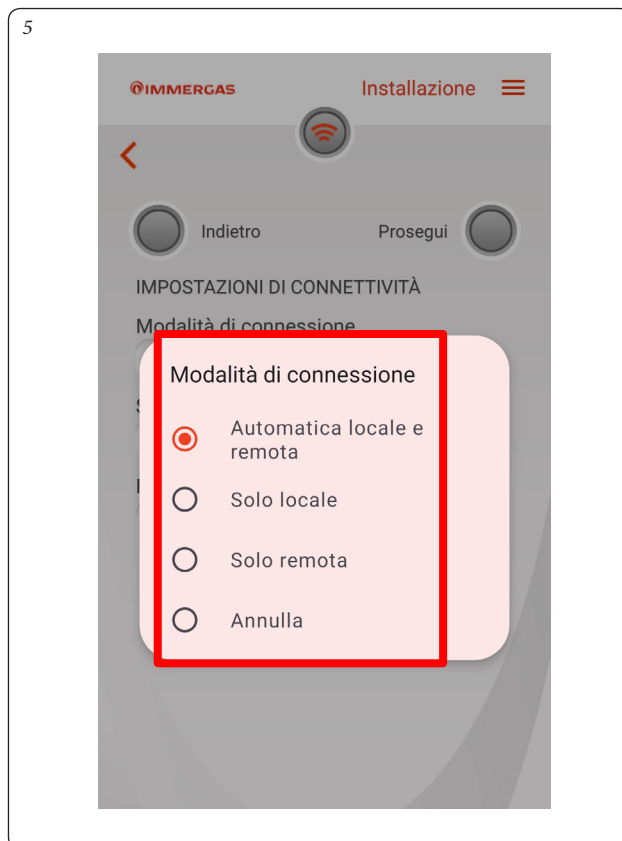 5
IMMERGAS
Installazione
Indietro
Prosegui
IMPOSTAZIONI DI CONNETTIVITÀ
Modalità di connessione
Modalità di connessione
Automatica locale e
remota
Solo locale
Solo remota
Annulla